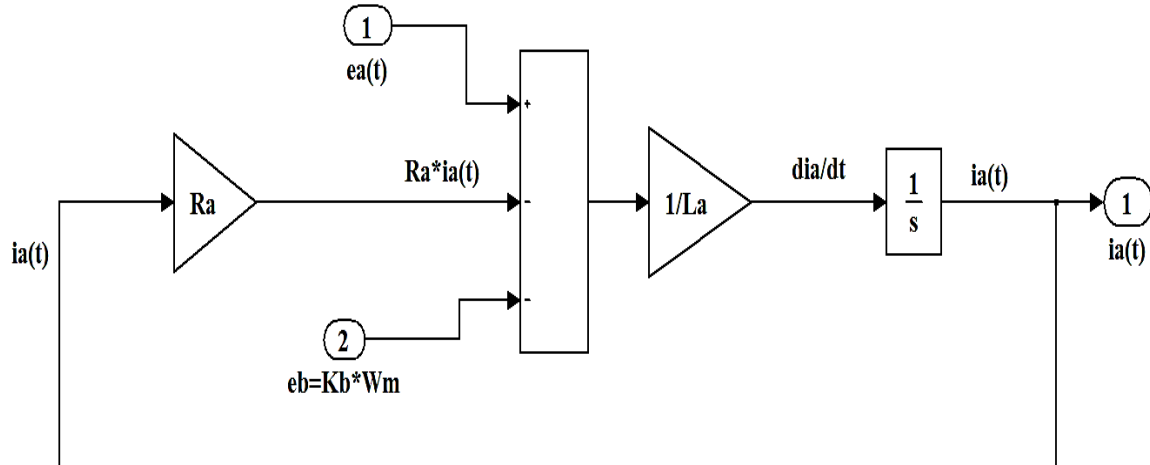 1
ea(t)
+
Ra
Ra*ia(t)
-
1/La
dia/dt
1
s
ia(t)
1
ia(t)
ia(t)
-
2
eb=Kb*Wm